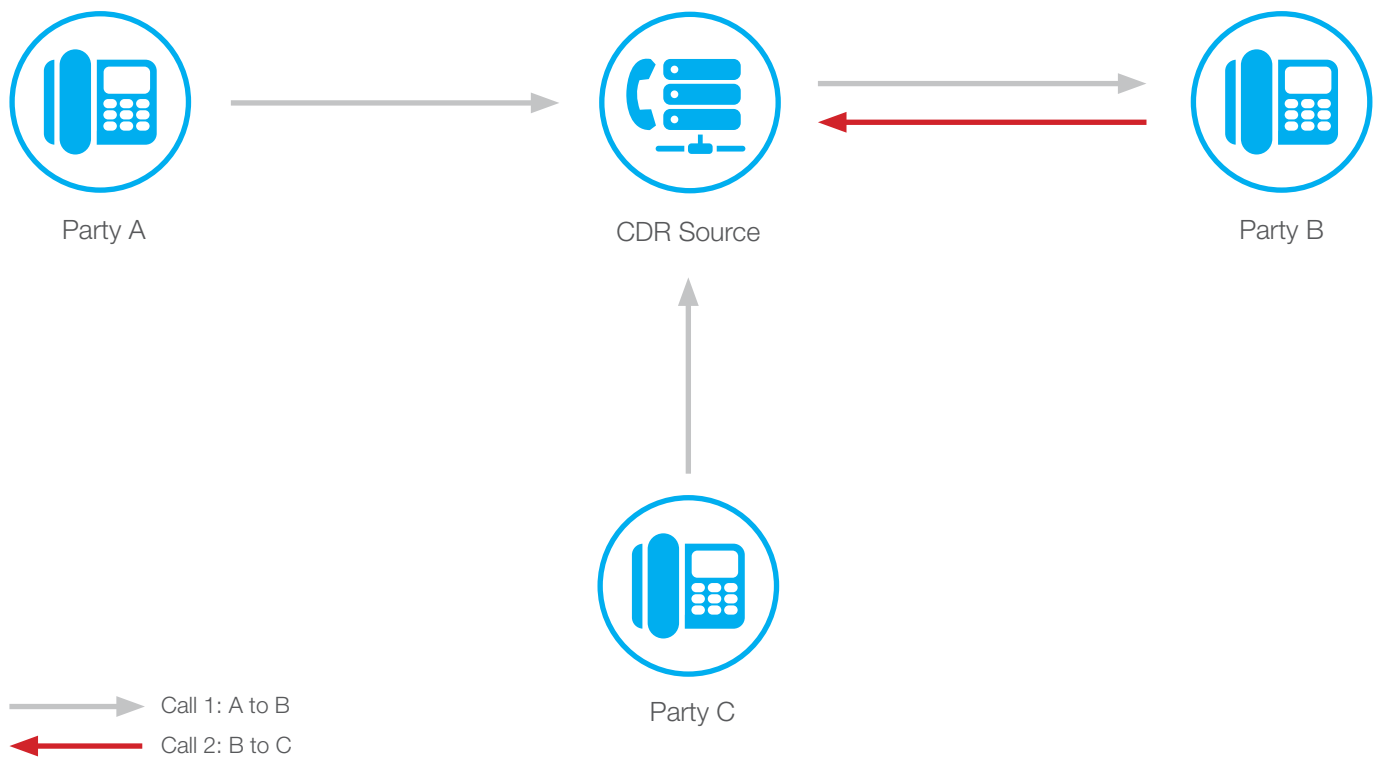 Party A
CDR Source
Party B
Party C
Call 1: A to B
Call 2: B to C